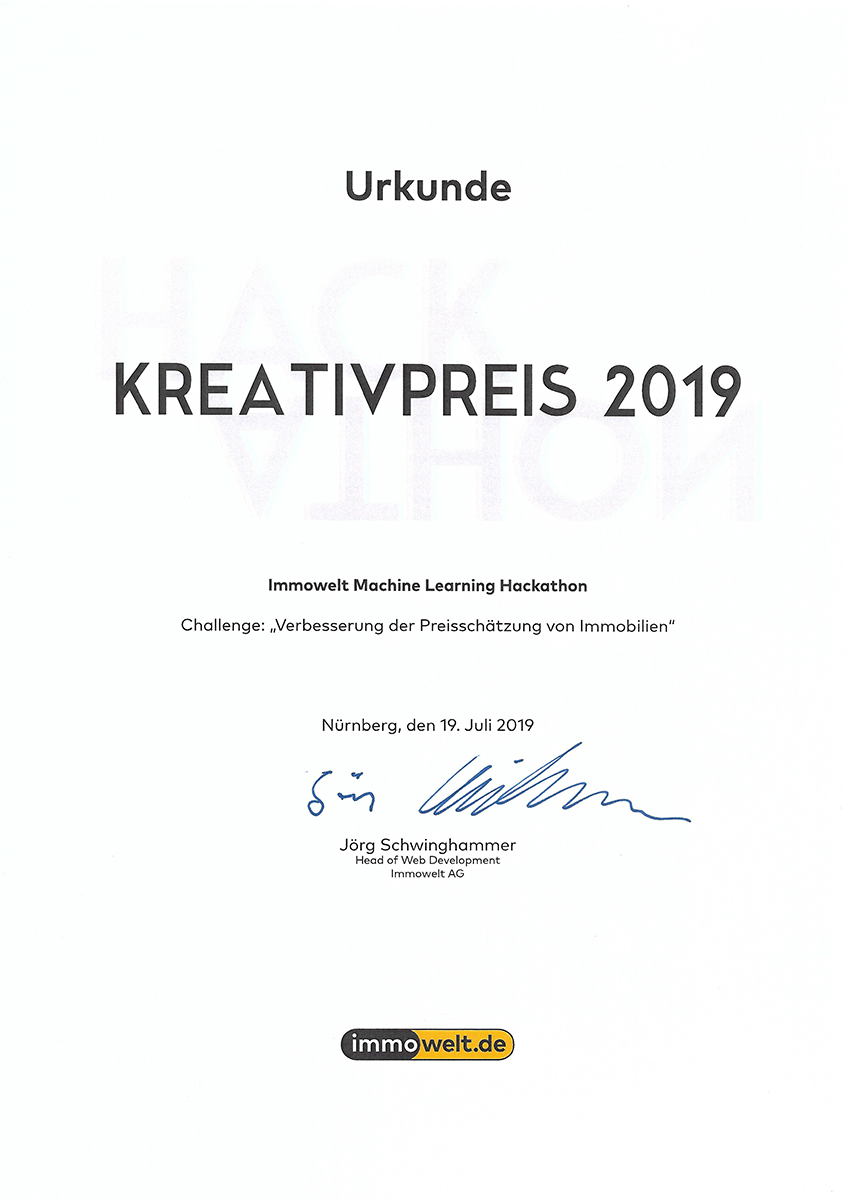 Urkunde
HACK
KREATIVPREIS 2019
ATHON
Immowelt Machine Learning Hackathon
Challenge: „Verbesserung der Preisschätzung von Immobilien“
Nürnberg, den 19. Juli 2019
Jörg Schwinghammer
Head of Web Development
Immowelt AG
immowelt.de